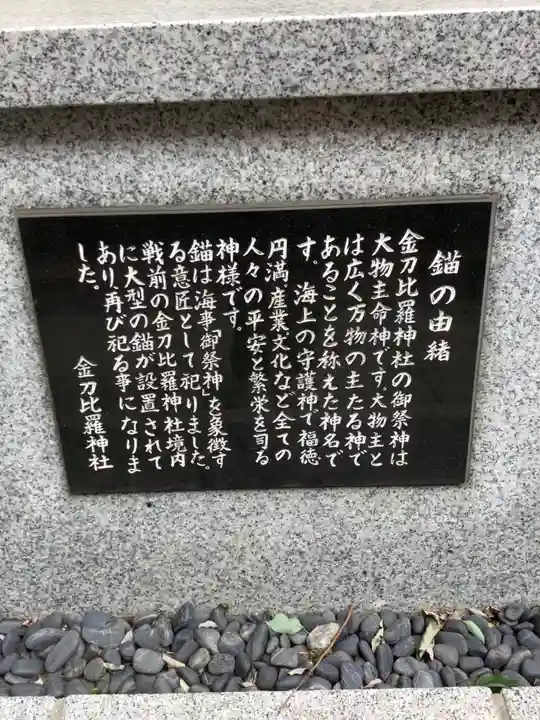 錨の由緒
金刀比羅神社の御祭神は
大物主命神です。大物主と
は広く万物の主たる神で
あることを称えた神名で
す。海上の守護神で福徳
円満、産業文化など全ての
人々の平安と繁栄を司る
神様です。
錨は、海事「御祭神」を象徴す
る意匠として祀りました。
戦前の金刀比羅神社境内
に大型の錨が設置されて
あり、再び祀る事になりま
した。
金刀比羅神社